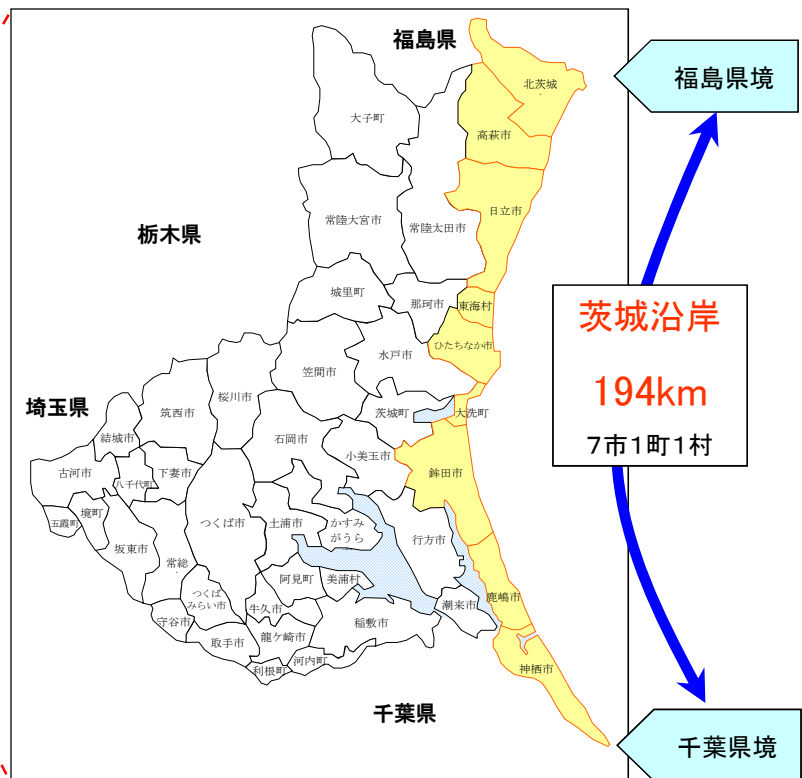 福島県
福島県境
北茨城
大子町
高萩市
日立市
栃木県
常陸大宮市
常陸太田市
城里町
那珂市
東海村
茨城沿岸
194km
7市1町1村
ひたちなか市
水戸市
笠間市
桜川市
筑西市
埼玉県
茨城町
大洗町
結城市
石岡市
小美玉市
古河市
八千代町
下妻市
鉾田市
五霞町
境町
つくば市
土浦市
かすみ
がうら
行方市
坂東市
常総
阿見町
美浦村
つくば
みらい市
牛久市
潮来市
鹿嶋市
守谷市
取手市
龍ケ崎市
稲敷市
利根町
河内町
神栖市
千葉県
千葉県境